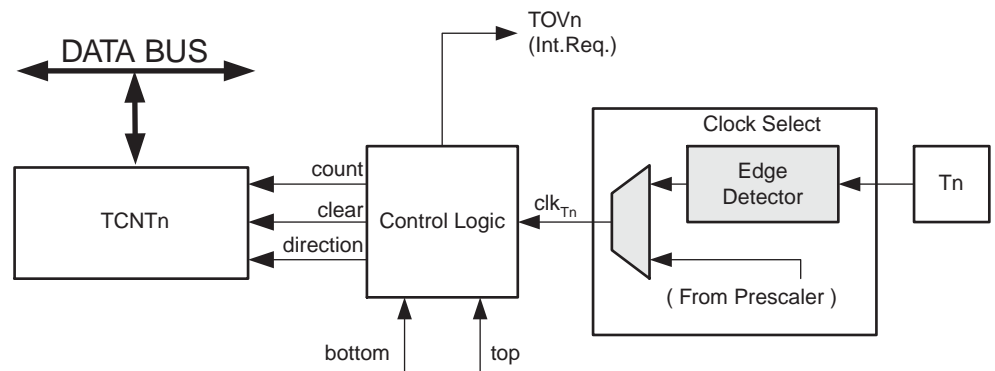 TOVn
(Int.Req.)
DATA BUS
Clock Select
count
Edge
Detector
Tn
TCNTn
clear
Control Logic
clkTn
direction
( From Prescaler )
bottom
top